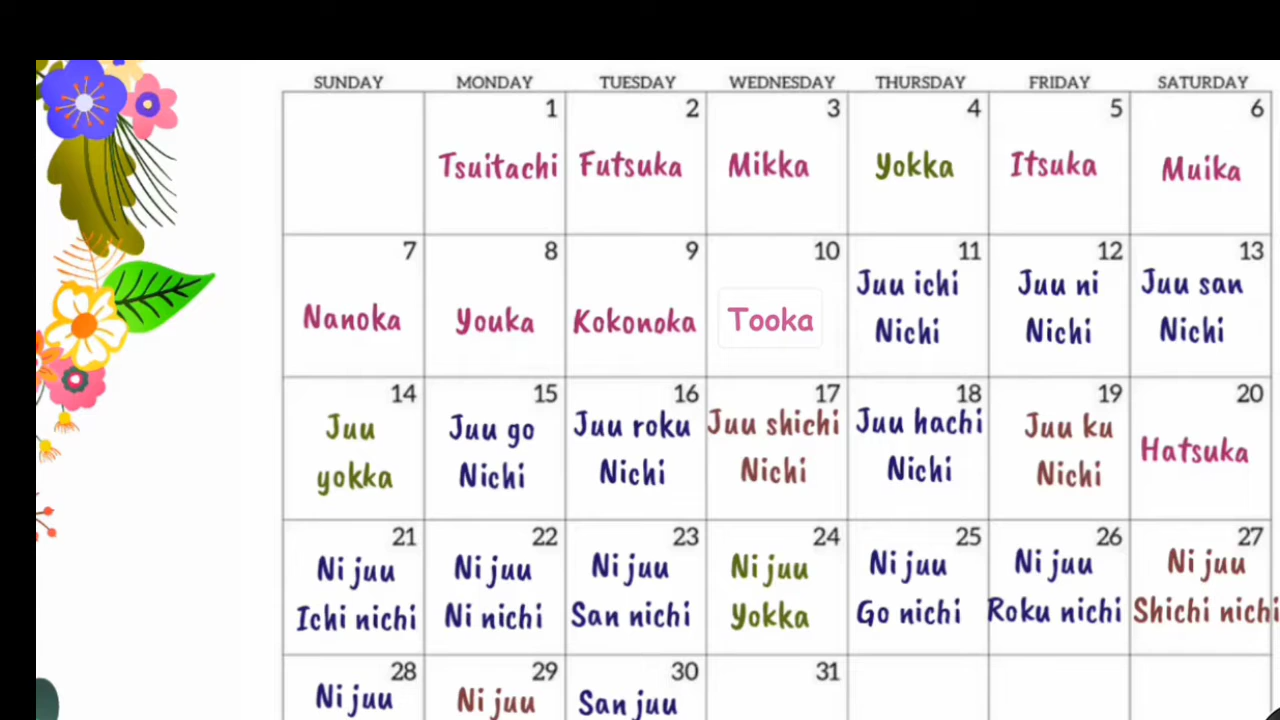 SUNDAY MONDAY TUESDAY WEDNESDAY THURSDAY FRIDAY SATURDAY
1 2 3 4 5 6
Tsuitachi Futsuka Mikka Yokka Itsuka Muika
7 8 9 10 11 12 13
Juu ichi Juu ni Juu san
Nanoka Youka Kokonoka Tooka Nichi Nichi Nichi
14 15 16 17 18 19 20
Juu Juu go Juu roku Juu shichi Juu hachi Juu ku Hatsuka
yokka Nichi Nichi Nichi Nichi Nichi
21 22 23 24 25 26 27
Ni juu Ni juu Ni juu Ni juu Ni juu Ni juu Ni juu
Ichi nichi Ni nichi San nichi Yokka Go nichi Roku nichi Shichi nichi
28 29 30 31
Ni juu Ni juu San juu